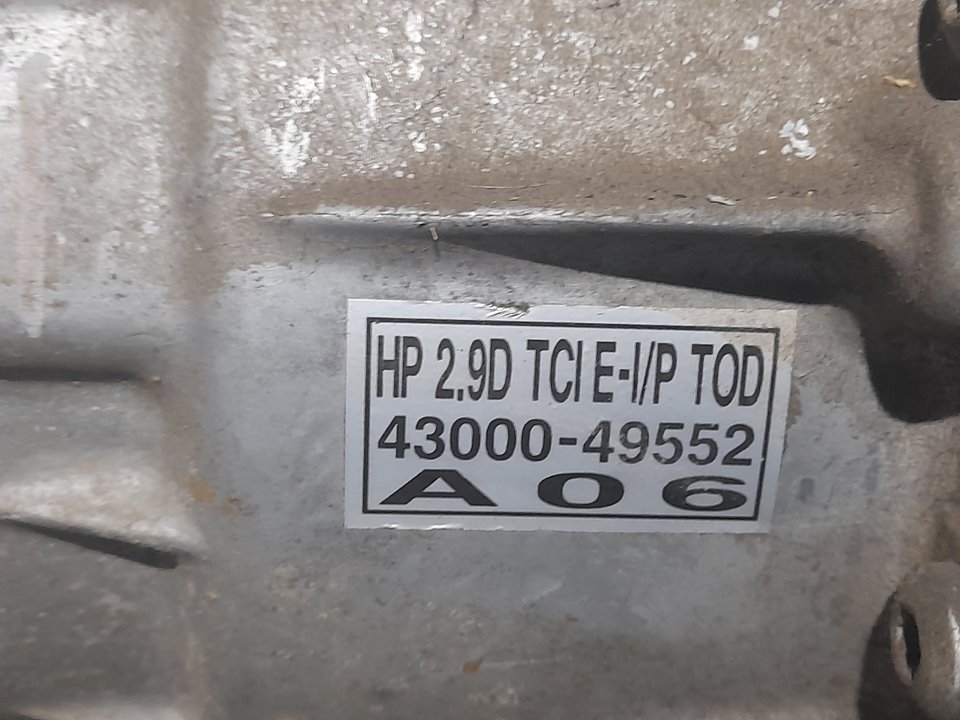 HP 2.9D TCI E-I/P TOD
43000-49552
A06